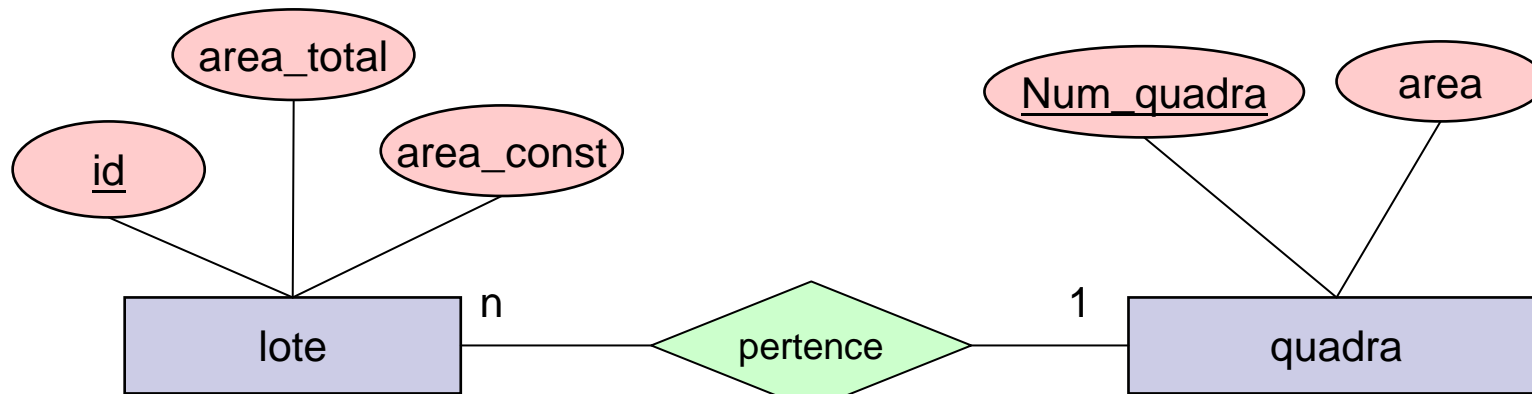 area_total
Num_quadra
area
area_const
id
n
1
lote
pertence
quadra